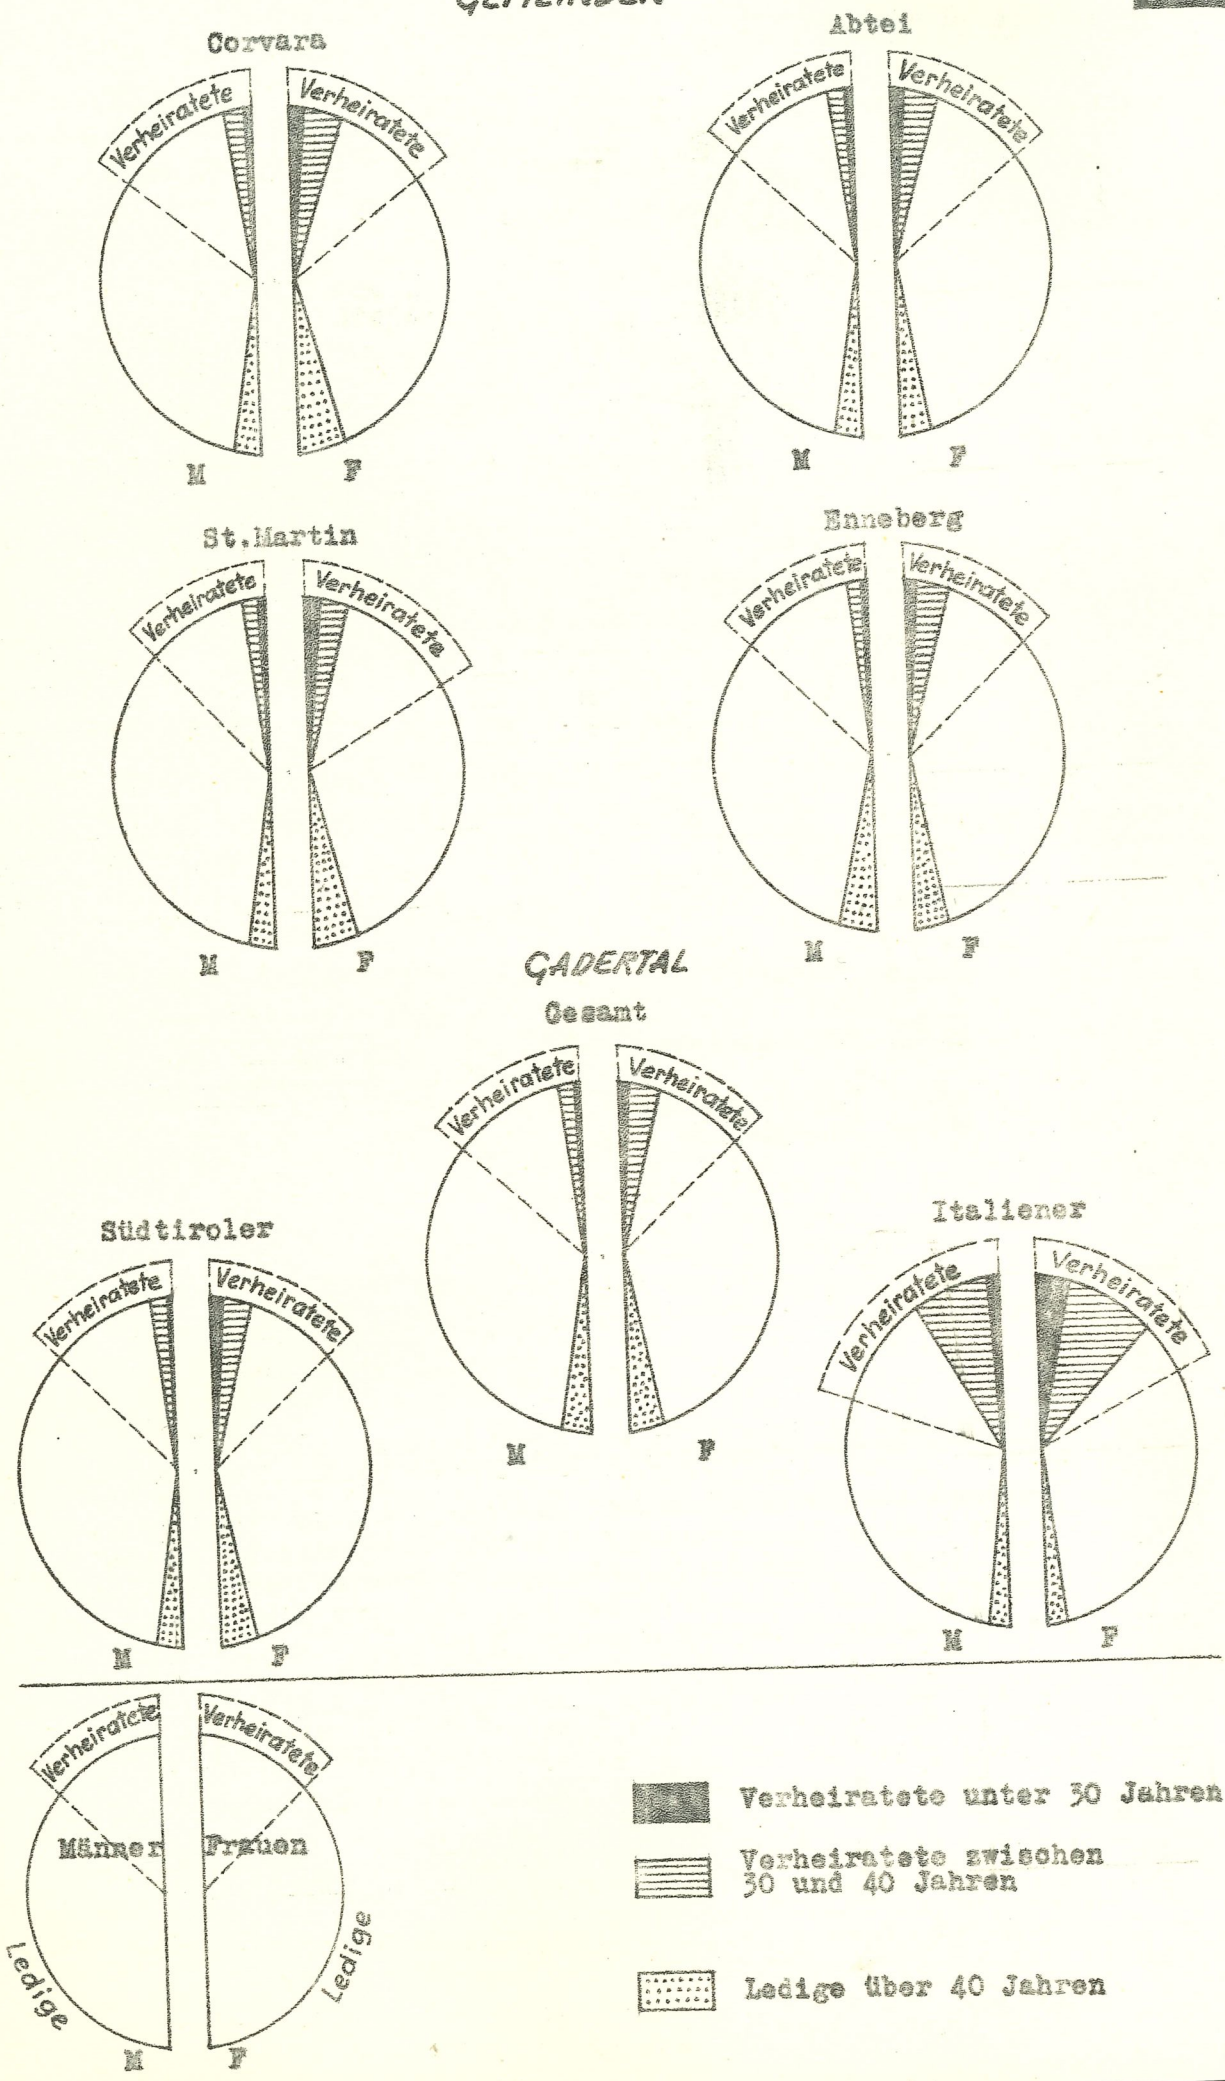 GEMEINDEN
Corvara
Verheiratete Verheiratete
M F
Abtei
Verheiratete Verheiratete
M F
St.Martin
Verheiratete Verheiratete
M F
Enneberg
Verheiratete Verheiratete
M F
GADERTAL
Gesamt
Verheiratete Verheiratete
M F
Südtiroler
Verheiratete Verheiratete
M F
Italiener
Verheiratete Verheiratete
M F
Verheiratete Verheiratete
Männer Frauen
Ledige Ledige
M F
Verheiratete unter 30 Jahren
Verheiratete zwischen
30 und 40 Jahren
Ledige über 40 Jahren